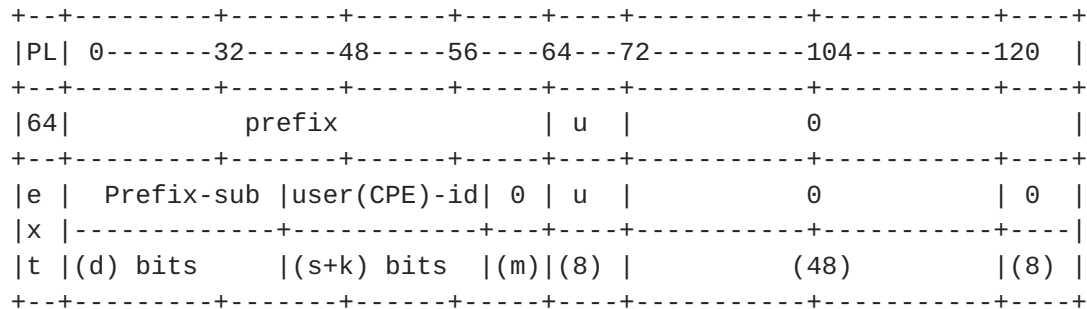 +--+---------+-------+------+-----+----+-----------+-----------+----+
|PL| 0-------32------48-----56----64---72----------104---------120  |
+--+---------+-------+------+-----+----+-----------+-----------+----+
|64|          prefix            | u  |           0                |
+--+---------+-------+------+-----+----+-----------+-----------+----+
|e |  Prefix-sub |user(CPE)-id| 0 | u  |           0           | 0  |
|x |-------------+------------+---+----+-----------+-----------+----|
|t |(d) bits     |(s+k) bits  |(m)|(8) |          (48)         |(8) |
+--+---------+-------+------+-----+----+-----------+-----------+----+